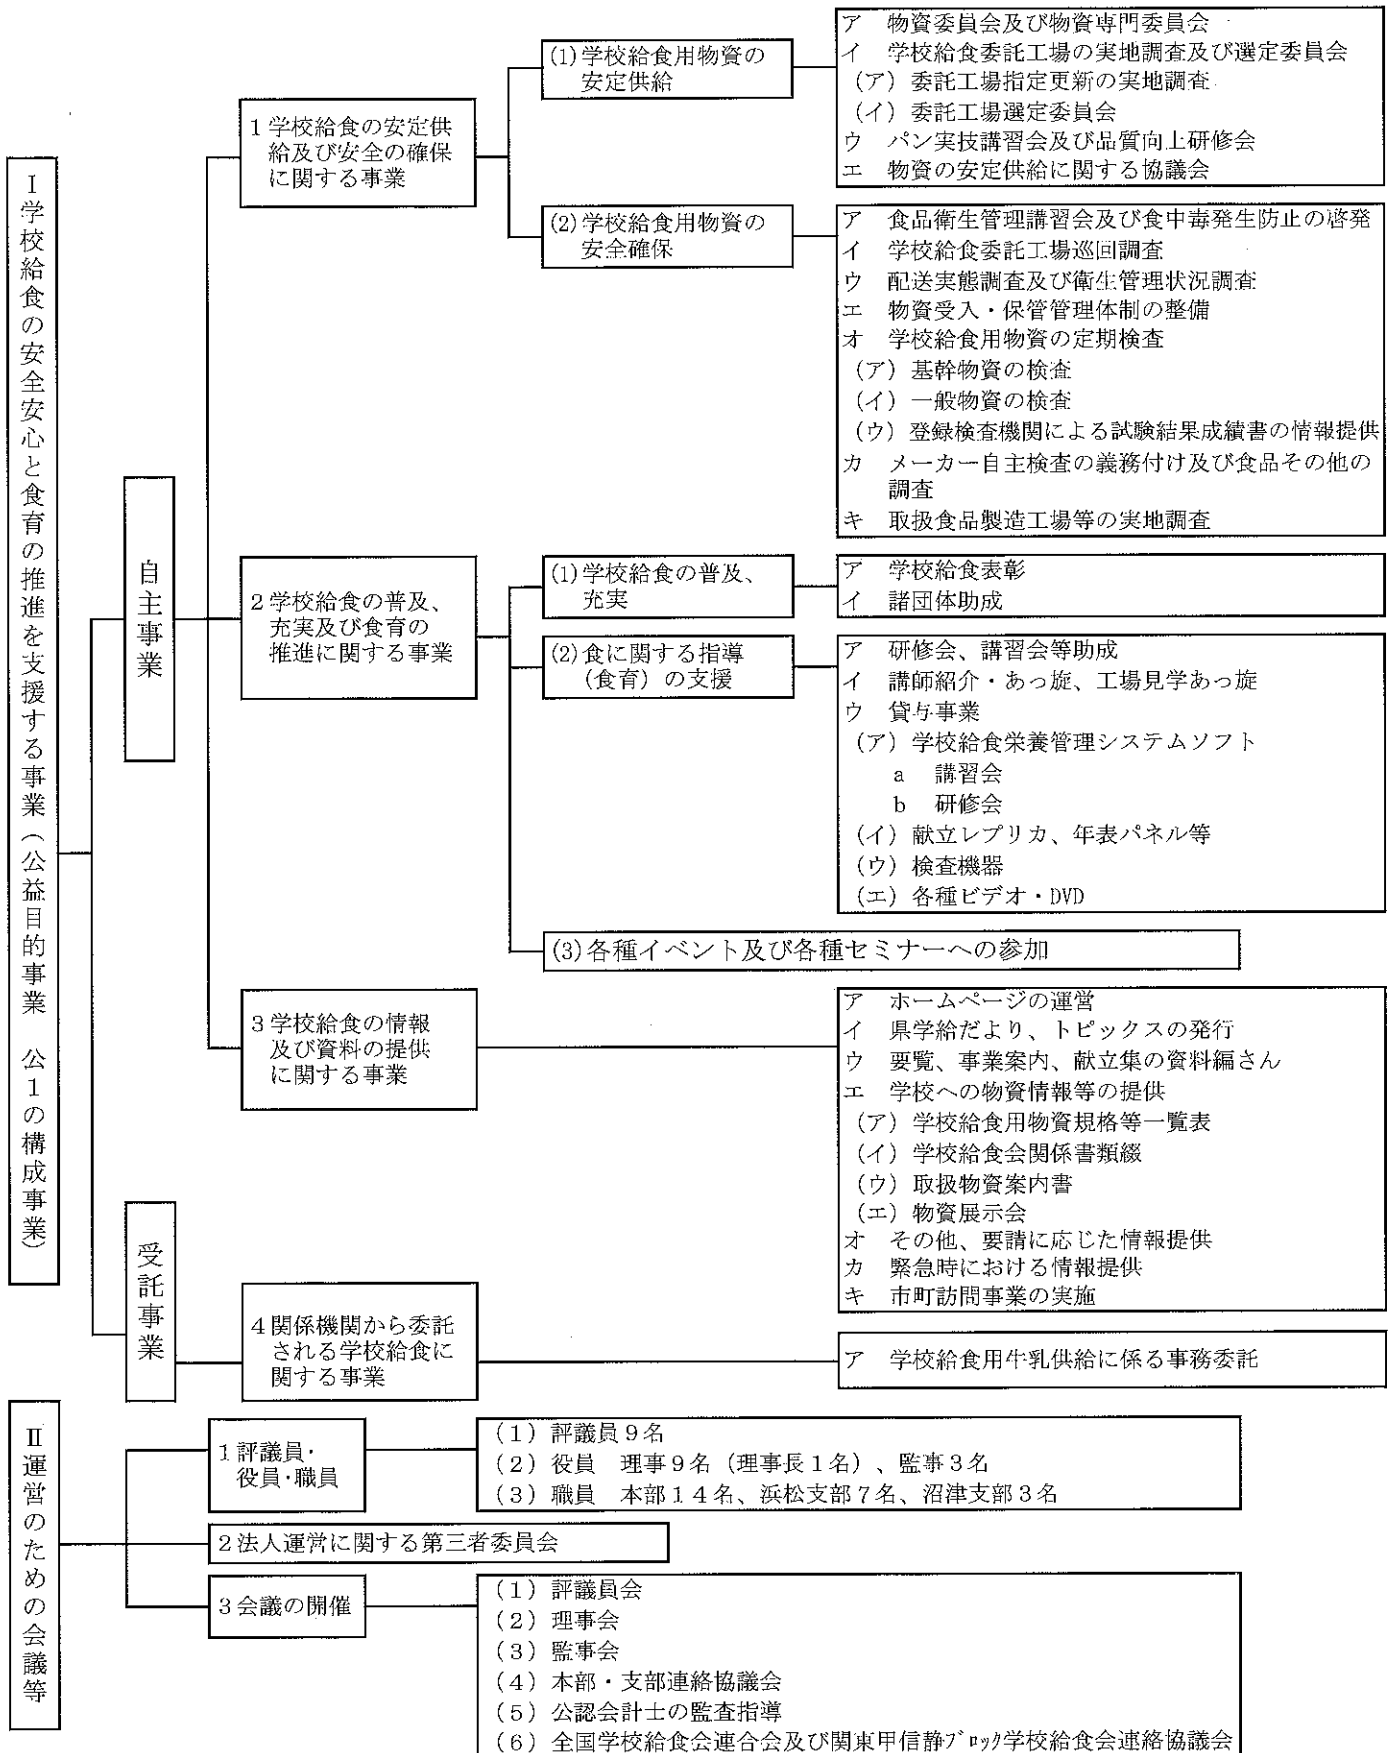 Ⅰ学校給食の安全安心と食育の推進を支援する事業（公益目的事業　公１の構成事業）
自主事業
1 学校給食の安定供
給及び安全の確保
に関する事業
(1)学校給食用物資の
安定供給
ア　物資委員会及び物資専門委員会
イ　学校給食委託工場の実地調査及び選定委員会
(ア) 委託工場指定更新の実地調査
(イ) 委託工場選定委員会
ウ　パン実技講習会及び品質向上研修会
エ　物資の安定供給に関する協議会
(2)学校給食用物資の
安全確保
ア　食品衛生管理講習会及び食中毒発生防止の啓発
イ　学校給食委託工場巡回調査
ウ　配送実態調査及び衛生管理状況調査
エ　物資受入・保管管理体制の整備
オ　学校給食用物資の定期検査
(ア) 基幹物資の検査
(イ) 一般物資の検査
(ウ) 登録検査機関による試験結果成績書の情報提供
カ　メーカー自主検査の義務付け及び食品その他の
調査
キ　取扱食品製造工場等の実地調査
2 学校給食の普及、
充実及び食育の
推進に関する事業
(1)学校給食の普及、
充実
ア　学校給食表彰
イ　諸団体助成
(2)食に関する指導
(食育) の支援
ア　研修会、講習会等助成
イ　講師紹介・あっ旋、工場見学あっ旋
ウ　貸与事業
(ア) 学校給食栄養管理システムソフト
a　講習会
b　研修会
(イ) 献立レプリカ、年表パネル等
(ウ) 検査機器
(エ) 各種ビデオ・DVD
(3)各種イベント及び各種セミナーへの参加
3 学校給食の情報
及び資料の提供
に関する事業
ア　ホームページの運営
イ　県学給だより、トピックスの発行
ウ　要覧、事業案内、献立集の資料編さん
エ　学校への物資情報等の提供
(ア) 学校給食用物資規格等一覧表
(イ) 学校給食会関係書類綴
(ウ) 取扱物資案内書
(エ) 物資展示会
オ　その他、要請に応じた情報提供
カ　緊急時における情報提供
キ　市町訪問事業の実施
受託事業
4 関係機関から委託
される学校給食に
関する事業
ア　学校給食用牛乳供給に係る事務委託
Ⅱ運営のための会議等
1 評議員・
役員・職員
(1) 評議員９名
(2) 役員　理事９名（理事長１名）、監事３名
(3) 職員　本部１４名、浜松支部７名、沼津支部３名
2 法人運営に関する第三者委員会
3 会議の開催
(1) 評議員会
(2) 理事会
(3) 監事会
(4) 本部・支部連絡協議会
(5) 公認会計士の監査指導
(6) 全国学校給食会連合会及び関東甲信静ﾌﾞﾛｯｸ学校給食会連絡協議会